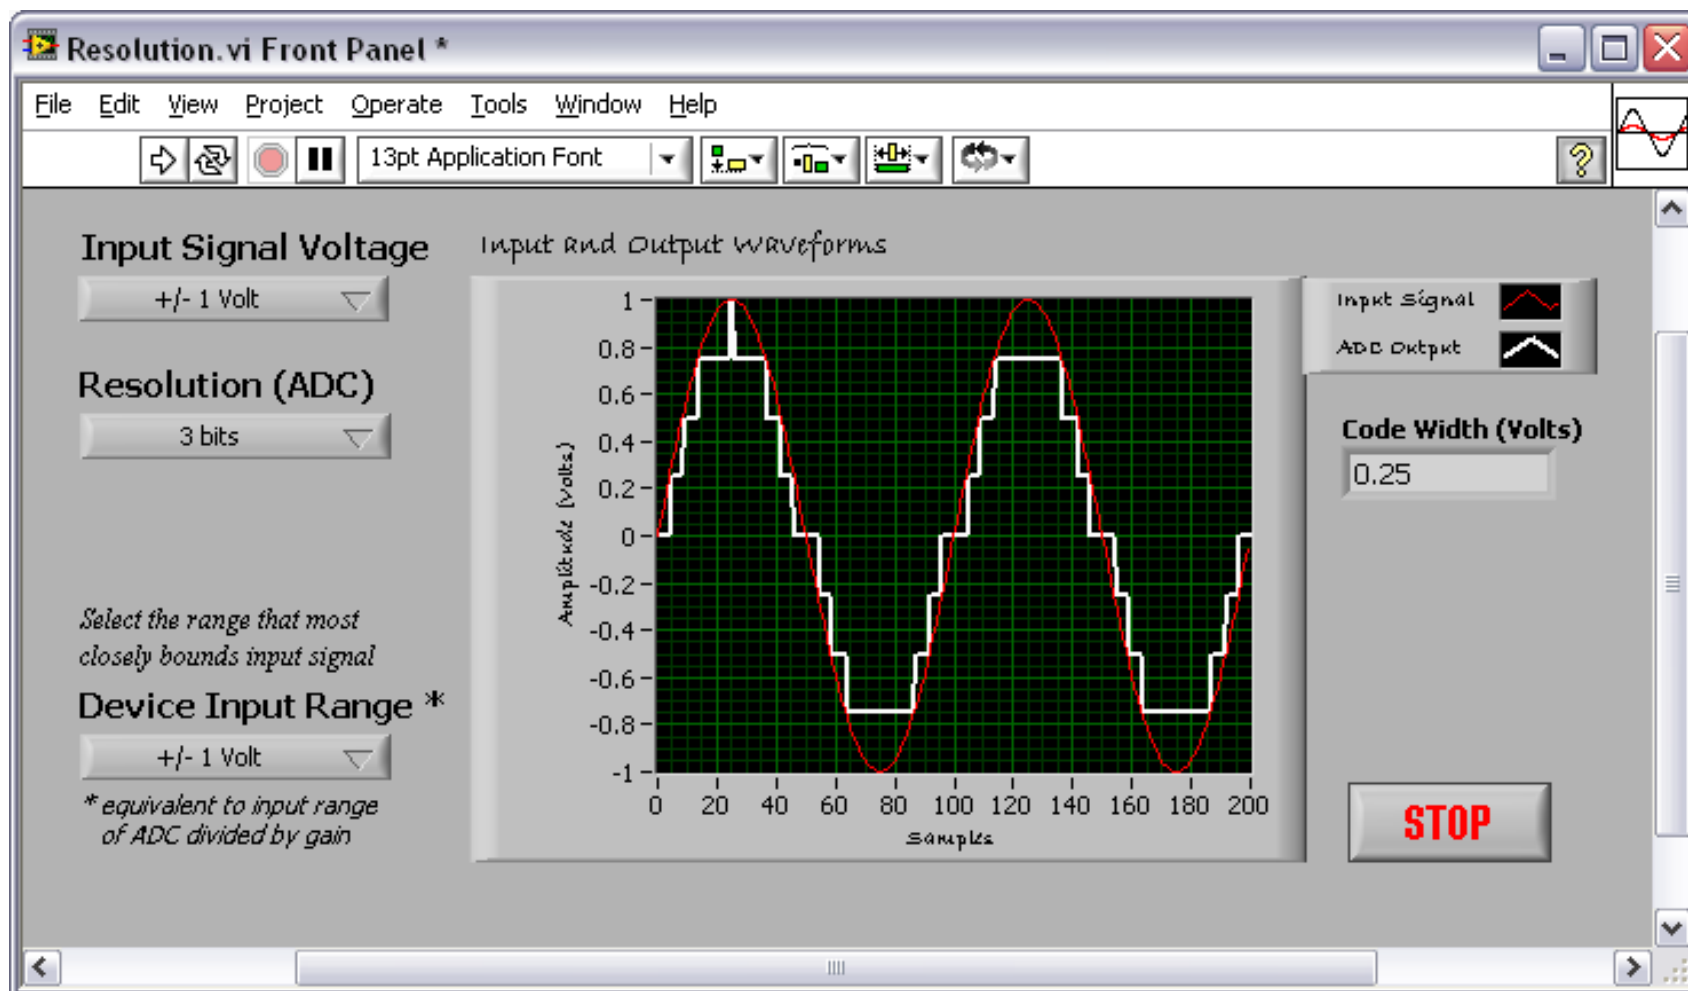 Resolution.vi Front Panel *
File Edit View Project Operate Tools Window Help
13pt Application Font
?
Input Signal Voltage
+/- 1 Volt
Resolution (ADC)
3 bits
Select the range that most
closely bounds input signal
Device Input Range *
+/- 1 Volt
* equivalent to input range
of ADC divided by gain
Input and Output Waveforms
Amplitude (Volts)
1
0.8
0.6
0.4
0.2
0
-0.2
-0.4
-0.6
-0.8
-1
0 20 40 60 80 100 120 140 160 180 200
Samples
Input Signal
ADC Output
Code Width (Volts)
0.25
STOP